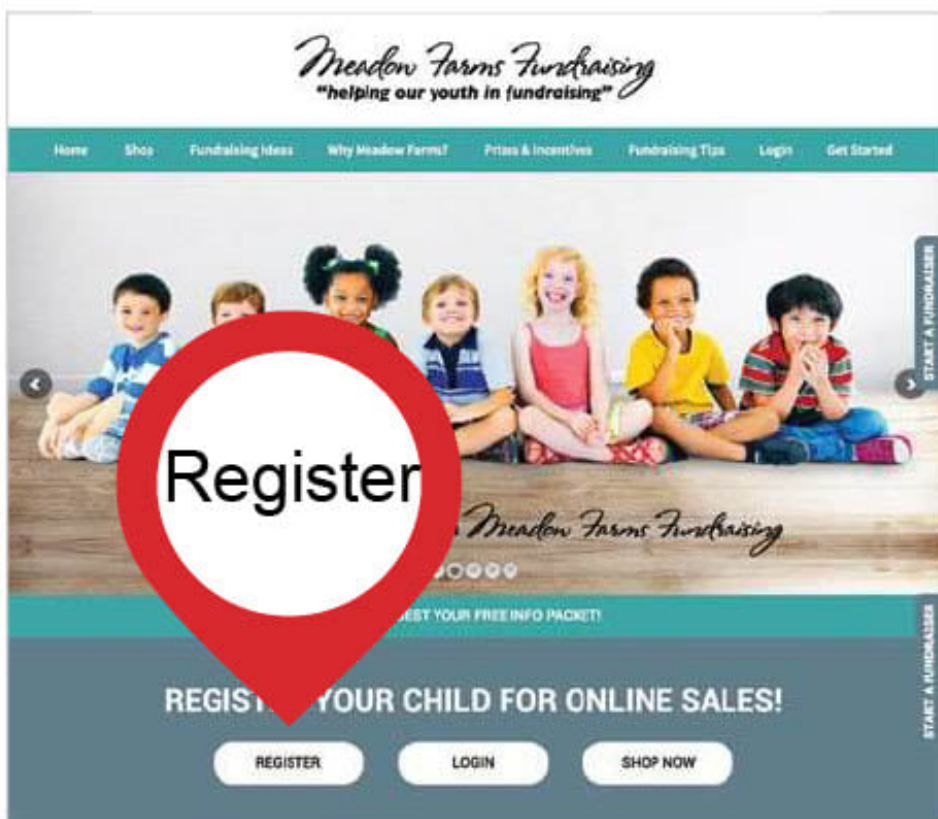 Meadow Farms Fundraising
"helping our youth in fundraising"
Home Shop Fundraising Ideas Why Meadow Farms? Prizes & Incentives Fundraising Tips Login Get Started
START A FUNDRAISER
Register
Meadow Farms Fundraising
YOUR FREE INFO PACKET!
START A FUNDRAISER
YOUR CHILD FOR ONLINE SALES!
REGISTER LOGIN SHOP NOW